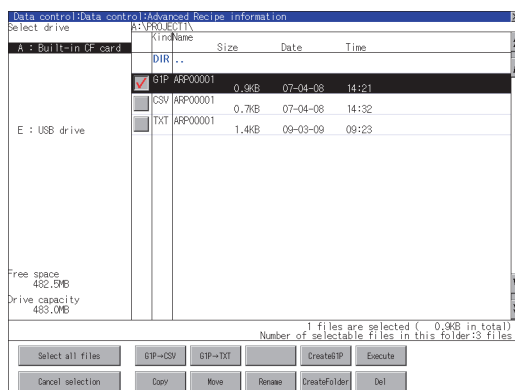 Data control:Data control:Advanced Recipe information
Select drive
A:\PROJECT1\
Kind Name
Size Date Time
A : Built-in CF card
DIR ..
G1P ARP00001
0.9KB 07-04-08 14:21
CSV ARP00001
0.7KB 07-04-08 14:32
TXT ARP00001
1.4KB 09-03-09 09:23
E : USB drive
Free space
482.5MB
Drive capacity
483.0MB
1 files are selected ( 0.9KB in total)
Number of selectable files in this folder:3 files
Select all files G1P→CSV G1P→TXT CreateG1P Execute
Cancel selection Copy Move Rename CreateFolder Del